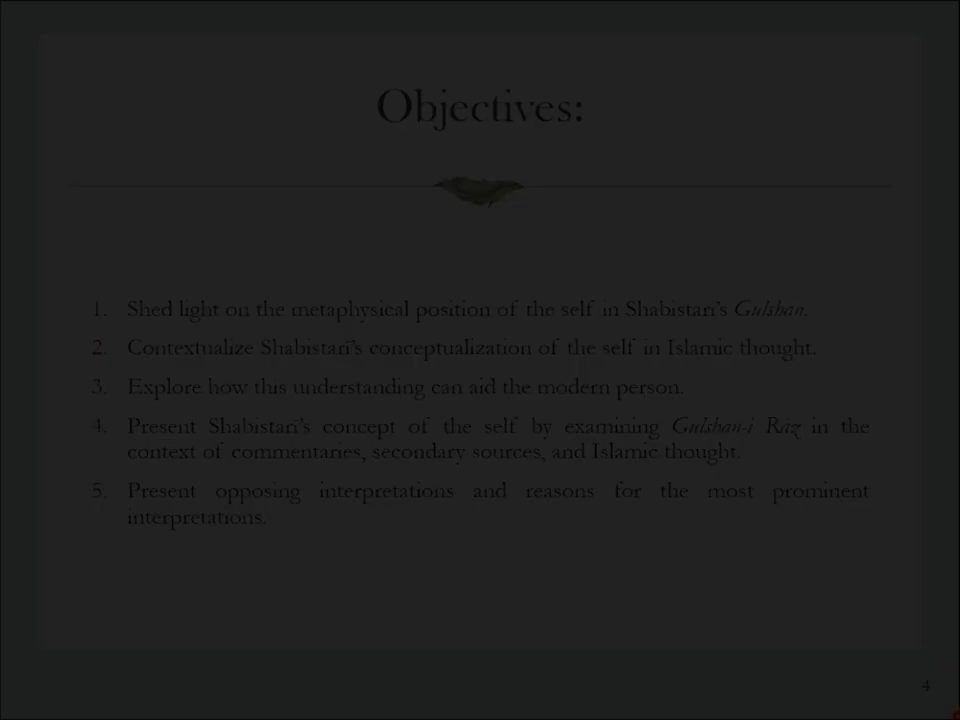 Objectives:
1. Shed light on the metaphysical position of the self in Shabistari's Gulshan.
2. Contextualize Shabistari's conceptualization of the self in Islamic thought.
3. Explore how this understanding can aid the modern person.
4. Present Shabistari's concept of the self by examining Gulshan-i Raz in the
context of commentaries, secondary sources, and Islamic thought.
5. Present opposing interpretations and reasons for the most prominent
interpretations.
4